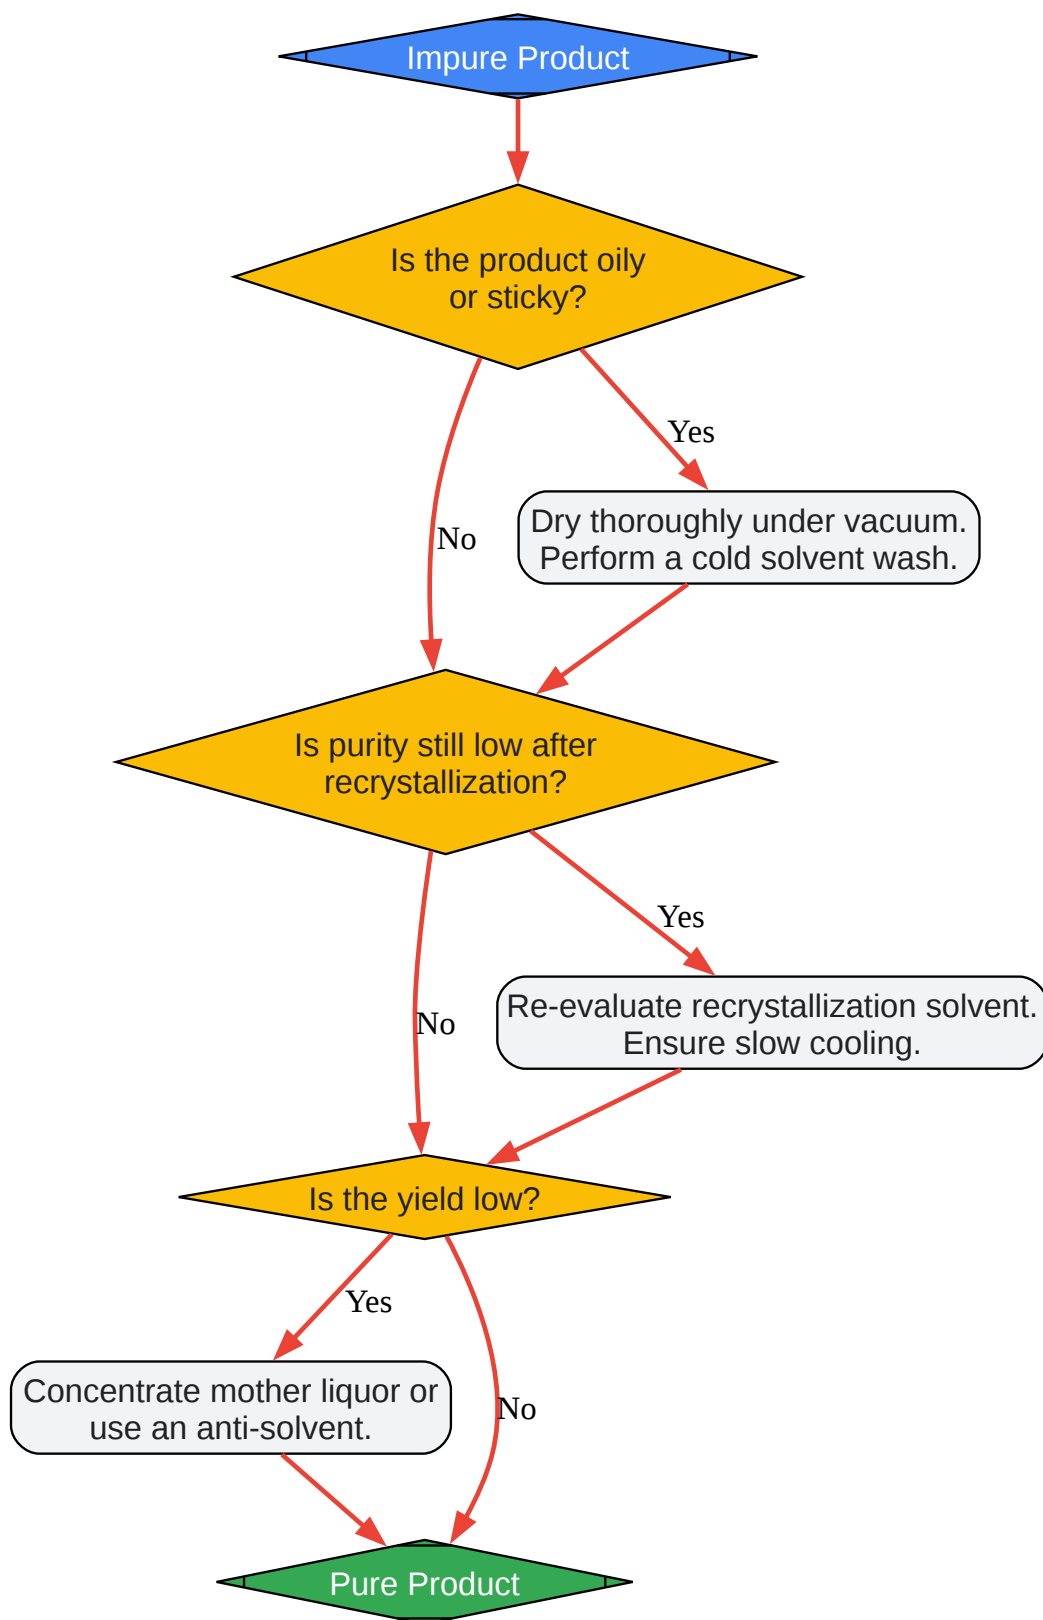 Impure Product
Is the product oily
or sticky?
Yes
Dry thoroughly under vacuum.
Perform a cold solvent wash.
No
Is purity still low after
recrystallization?
Yes
Re-evaluate recrystallization solvent.
Ensure slow cooling.
No
Is the yield low?
Yes
Concentrate mother liquor or
use an anti-solvent.
No
Pure Product